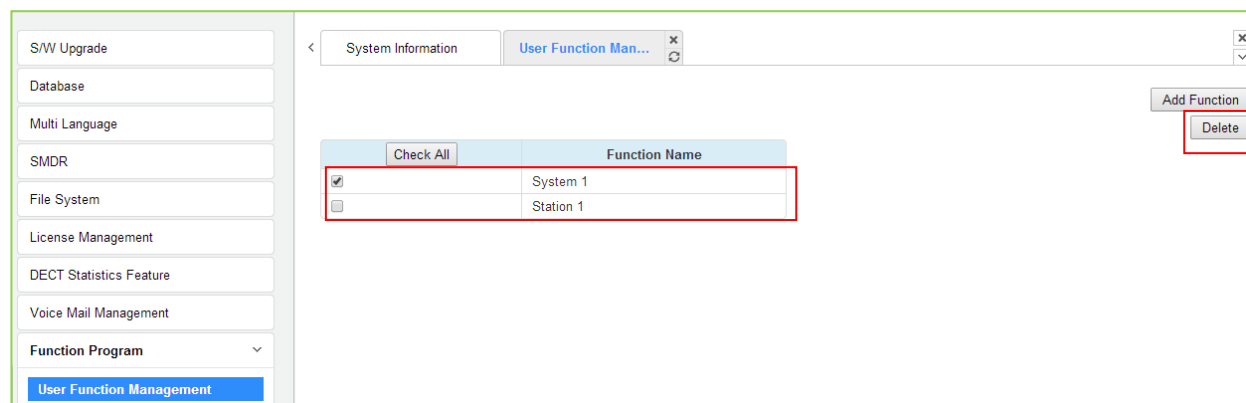 S/W Upgrade
Database
Multi Language
SMDR
File System
License Management
DECT Statistics Feature
Voice Mail Management
Function Program
User Function Management
System Information
User Function Man...
Add Function
Delete
Check All
Function Name
System 1
Station 1